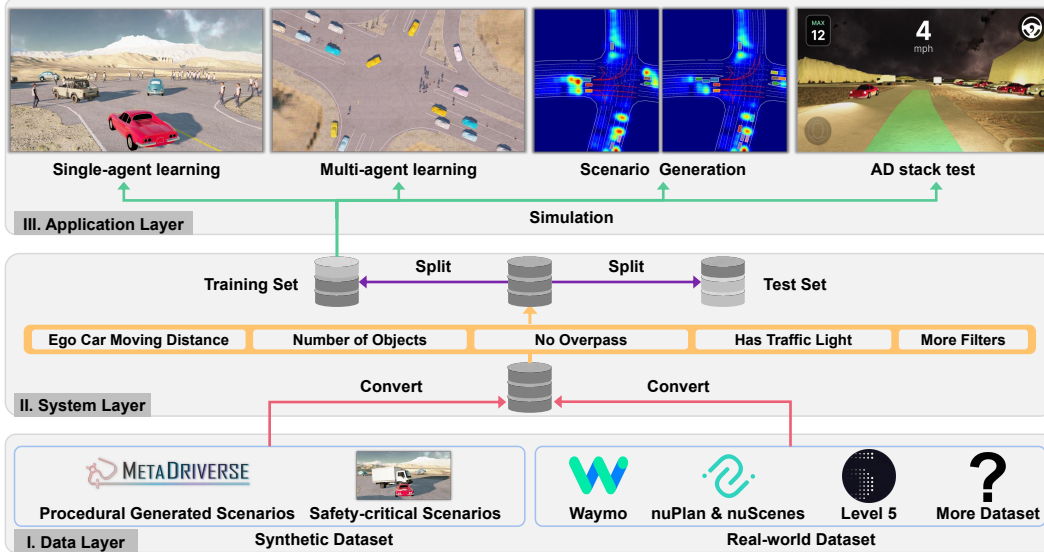 MAX
12
4
mph
Single-agent learning
Multi-agent learning
Scenario Generation
AD stack test
Simulation
III. Application Layer
Split
Split
Training Set
Test Set
Ego Car Moving Distance
Number of Objects
No Overpass
Has Traffic Light
More Filters
Convert
Convert
II. System Layer
METADRIVERSE
?
Procedural Generated Scenarios
Safety-critical Scenarios
Waymo
nuPlan & nuScenes
Level 5
More Dataset
I. Data Layer
Synthetic Dataset
Real-world Dataset